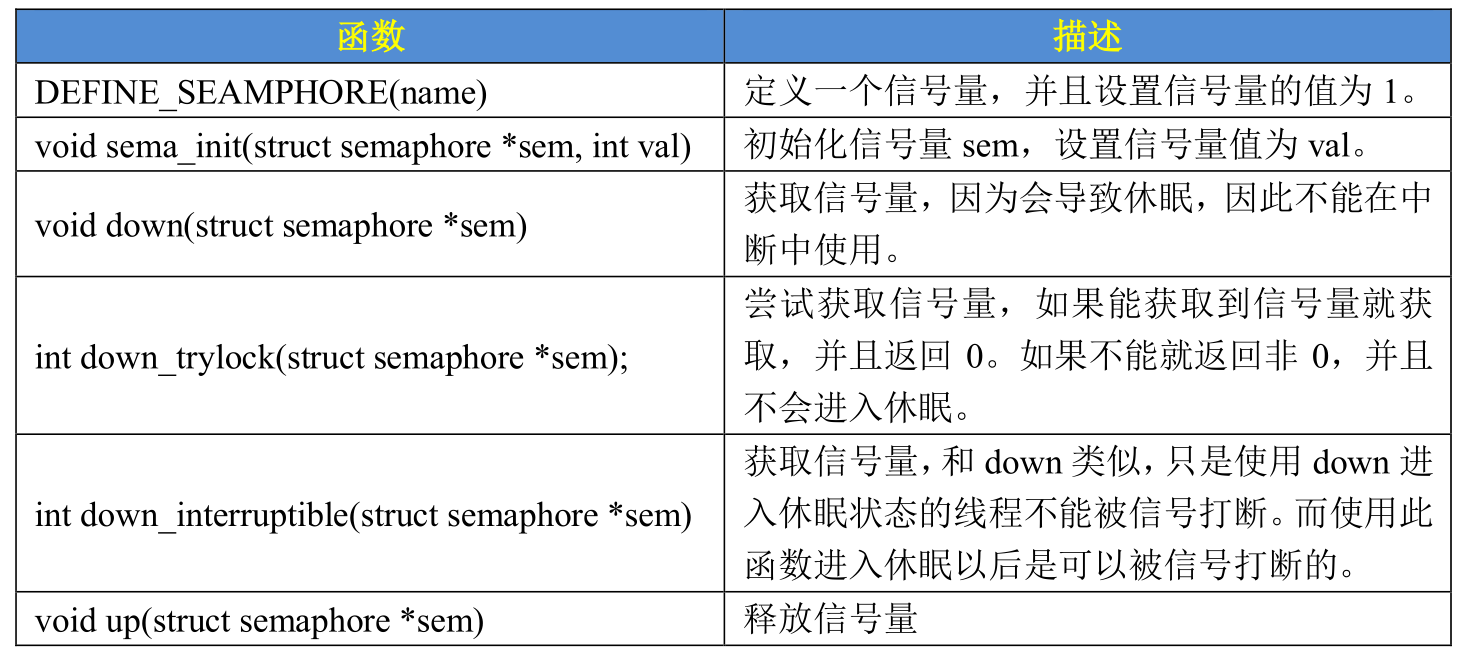 函数
描述
DEFINE_SEAMPHORE(name)
定义一个信号量，并且设置信号量的值为 1。
void sema_init(struct semaphore *sem, int val)
初始化信号量 sem，设置信号量值为 val。
void down(struct semaphore *sem)
获取信号量，因为会导致休眠，因此不能在中
断中使用。
int down_trylock(struct semaphore *sem);
尝试获取信号量，如果能获取到信号量就获
取，并且返回 0。如果不能就返回非 0，并且
不会进入休眠。
int down_interruptible(struct semaphore *sem)
获取信号量，和 down 类似，只是使用 down 进
入休眠状态的线程不能被信号打断。而使用此
函数进入休眠以后是可以被信号打断的。
void up(struct semaphore *sem)
释放信号量